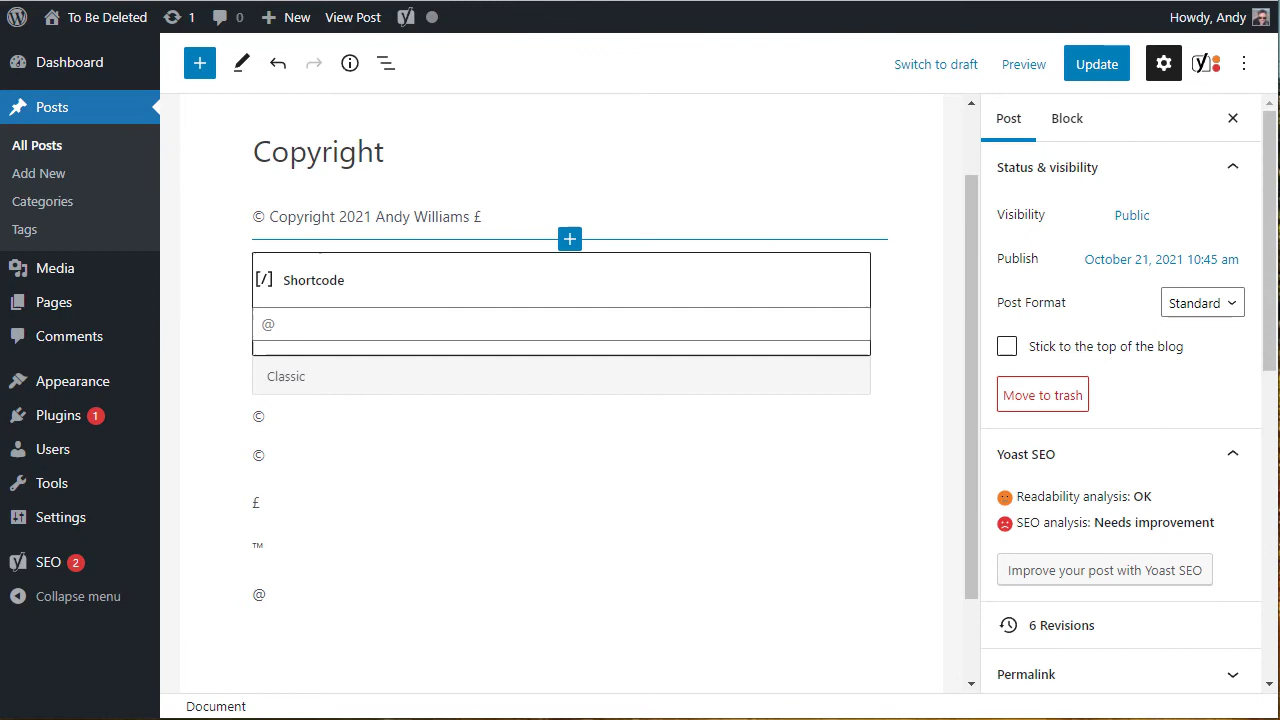 To Be Deleted 1 0 New View Post Howdy, Andy
Dashboard
Posts
All Posts
Add New
Categories
Tags
Media
Pages
Comments
Appearance
Plugins 1
Users
Tools
Settings
SEO 2
Collapse menu
Switch to draft Preview Update
Copyright
© Copyright 2021 Andy Williams £
[/] Shortcode
@
Classic
©
©
£
™
@
Document
Post Block
Status & visibility
Visibility Public
Publish October 21, 2021 10:45 am
Post Format Standard
Stick to the top of the blog
Move to trash
Yoast SEO
Readability analysis: OK
SEO analysis: Needs improvement
Improve your post with Yoast SEO
6 Revisions
Permalink